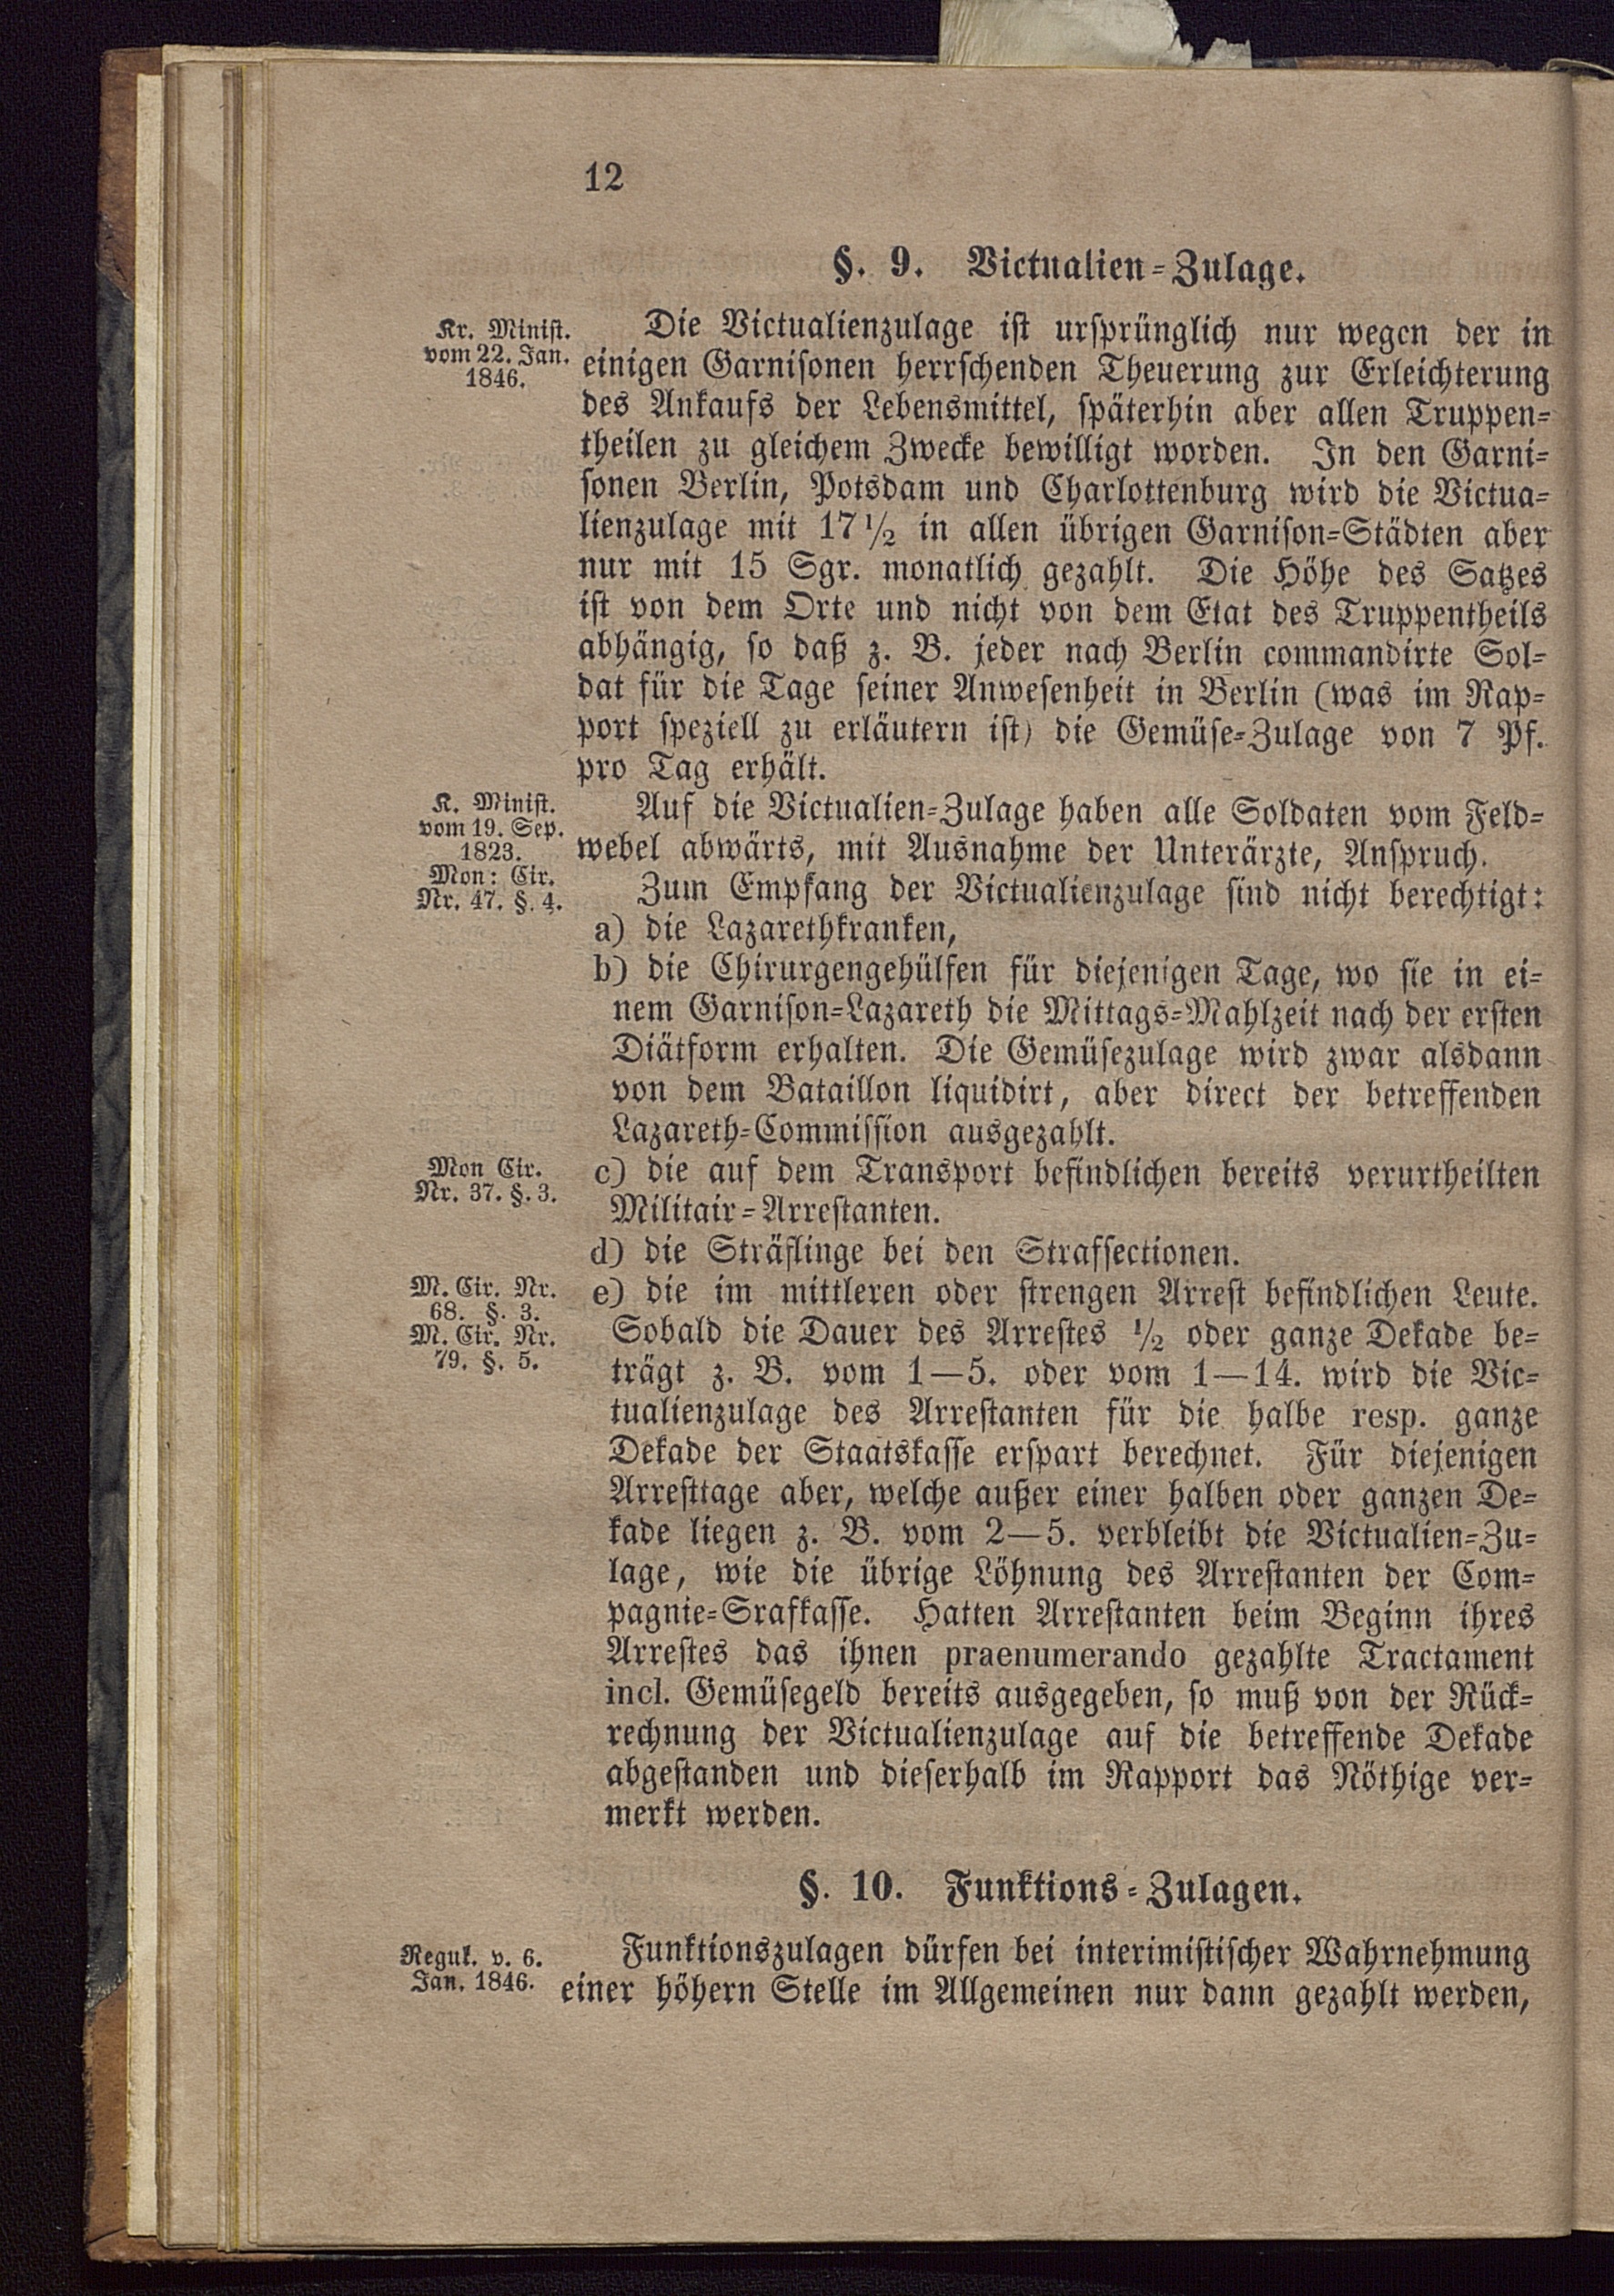 12
§. 9. Victualien-Zulage.
Kr. Minist.
vom 22. Jan.
1846.
Die Victualienzulage ist ursprünglich nur wegen der in
einigen Garnisonen herrschenden Theuerung zur Erleichterung
des Ankaufs der Lebensmittel, späterhin aber allen Truppen-
theilen zu gleichem Zwecke bewilligt worden. In den Garni-
sonen Berlin, Potsdam und Charlottenburg wird die Victua-
lienzulage mit 17 1/2 in allen übrigen Garnison-Städten aber
nur mit 15 Sgr. monatlich gezahlt. Die Höhe des Satzes
ist von dem Orte und nicht von dem Etat des Truppentheils
abhängig, so daß z. B. jeder nach Berlin commandirte Sol-
dat für die Tage seiner Anwesenheit in Berlin (was im Rap-
port speziell zu erläutern ist) die Gemüse-Zulage von 7 Pf.
pro Tag erhält.
K. Minist.
vom 19. Sep.
1823.
Mon: Cir.
Nr. 47. §. 4.
Auf die Victualien-Zulage haben alle Soldaten vom Feld-
webel abwärts, mit Ausnahme der Unterärzte, Anspruch.
Zum Empfang der Victualienzulage sind nicht berechtigt:
a) die Lazarethkranken,
b) die Chirurgengehülfen für diejenigen Tage, wo sie in ei-
nem Garnison-Lazareth die Mittags-Mahlzeit nach der ersten
Diätform erhalten. Die Gemüsezulage wird zwar alsdann
von dem Bataillon liquidirt, aber direct der betreffenden
Lazareth-Commission ausgezahlt.
Mon Cir.
Nr. 37. §. 3.
c) die auf dem Transport befindlichen bereits verurtheilten
Militair-Arrestanten.
d) die Sträflinge bei den Strafsectionen.
M. Cir. Nr.
68. §. 3.
M. Cir. Nr.
79. §. 5.
e) die im mittleren oder strengen Arrest befindlichen Leute.
Sobald die Dauer des Arrestes 1/2 oder ganze Dekade be-
trägt z. B. vom 1—5. oder vom 1—14. wird die Vic-
tualienzulage des Arrestanten für die halbe resp. ganze
Dekade der Staatskasse erspart berechnet. Für diejenigen
Arresttage aber, welche außer einer halben oder ganzen De-
kade liegen z. B. vom 2—5. verbleibt die Victualien-Zu-
lage, wie die übrige Löhnung des Arrestanten der Com-
pagnie-Srafkasse. Hatten Arrestanten beim Beginn ihres
Arrestes das ihnen praenumerando gezahlte Tractament
incl. Gemüsegeld bereits ausgegeben, so muß von der Rück-
rechnung der Victualienzulage auf die betreffende Dekade
abgestanden und dieserhalb im Rapport das Nöthige ver-
merkt werden.
§. 10. Funktions-Zulagen.
Regul. v. 6.
Jan. 1846.
Funktionszulagen dürfen bei interimistischer Wahrnehmung
einer höhern Stelle im Allgemeinen nur dann gezahlt werden,